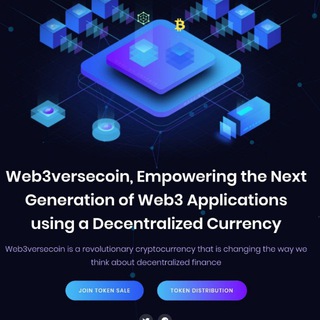 Web3versecoin, Empowering the Next
Generation of Web3 Applications
using a Decentralized Currency
Web3versecoin is a revolutionary cryptocurrency that is changing the way we
think about decentralized finance
JOIN TOKEN SALE
TOKEN DISTRIBUTION